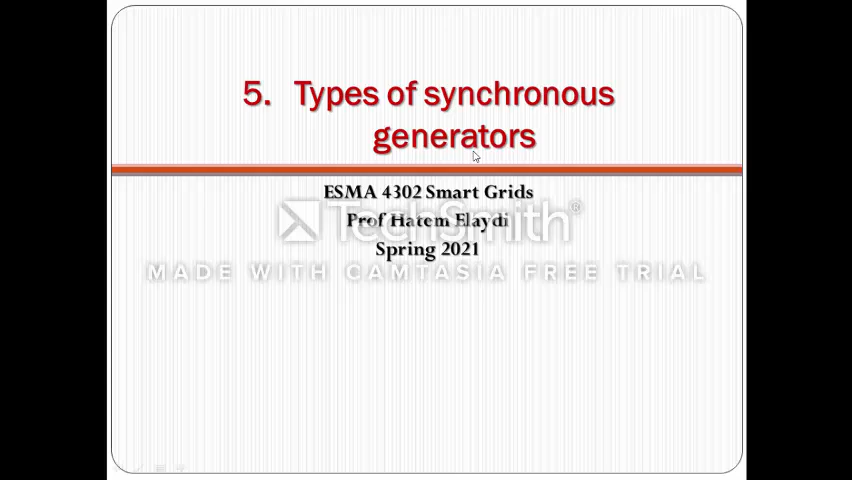 5. Types of synchronous
generators
ESMA 4302 Smart Grids
Prof Hatem Elaydi
Spring 2021
TechSmith®
MADE WITH CAMTASIA FREE TRIAL